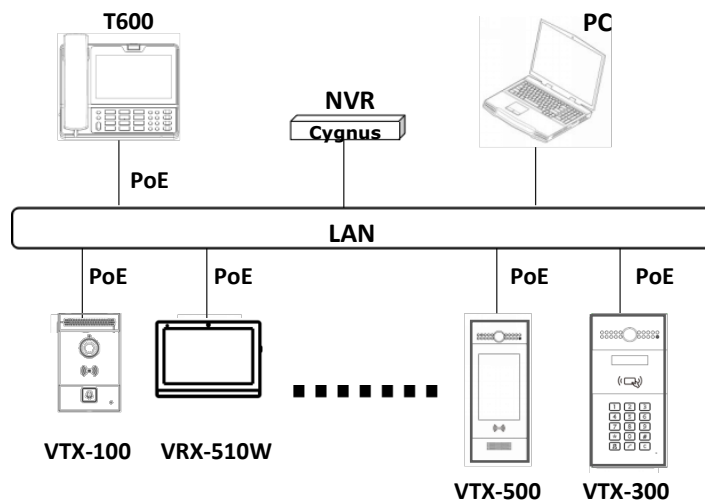 T600
PC
NVR
Cygnus
PoE
LAN
PoE
PoE
PoE
PoE
VTX-100
VRX-510W
VTX-500
VTX-300